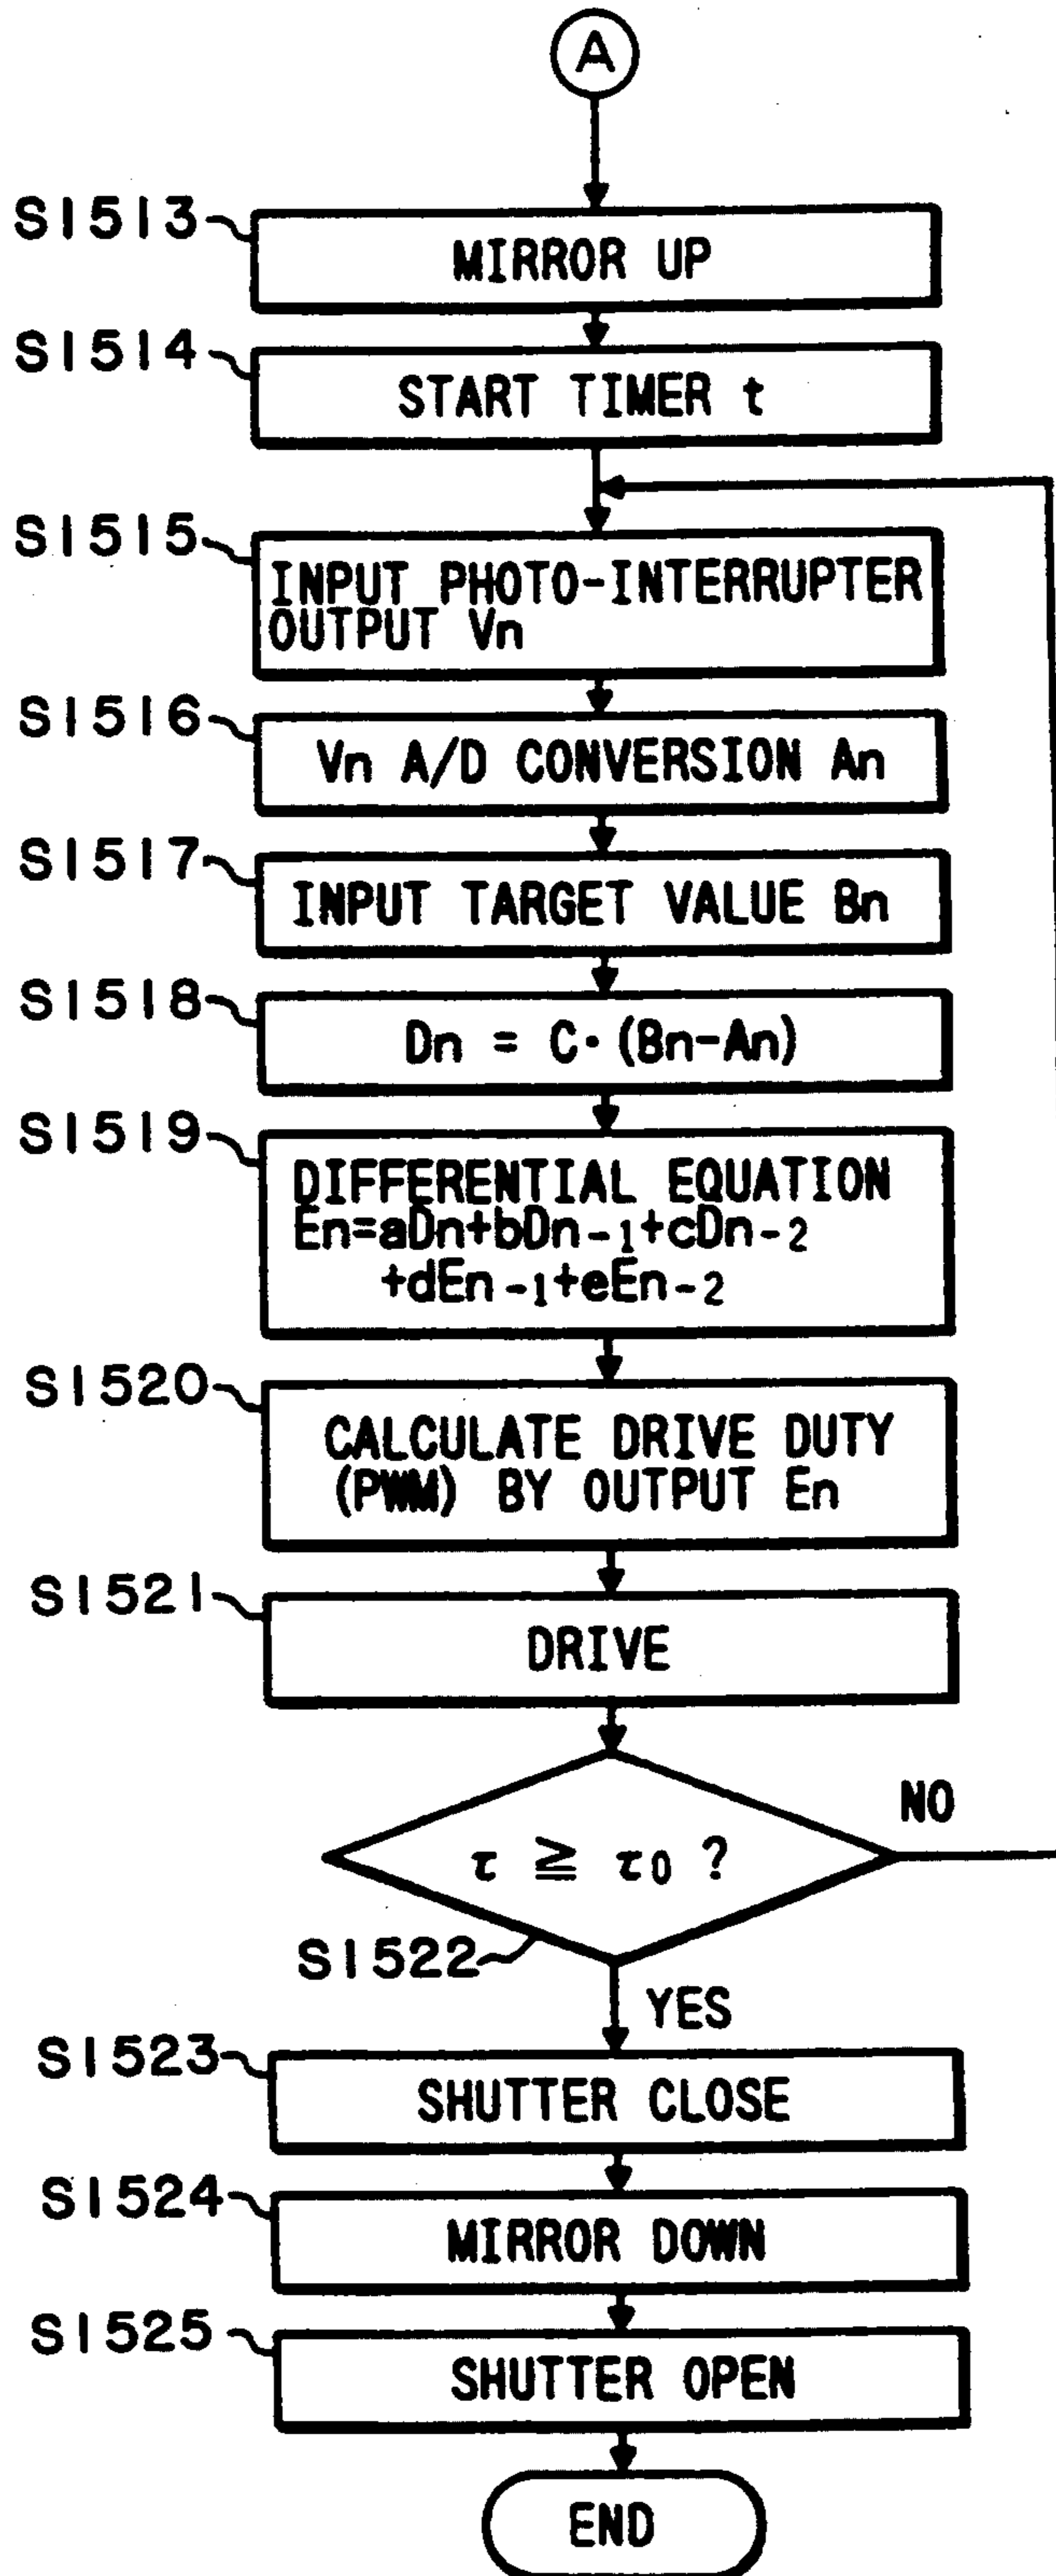 A
S1513
MIRROR UP
S1514
START TIMER t
S1515
INPUT PHOTO-INTERRUPTER
OUTPUT Vn
S1516
Vn A/D CONVERSION An
S1517
INPUT TARGET VALUE Bn
S1518
Dn = C·(Bn-An)
S1519
DIFFERENTIAL EQUATION
En=aDn+bDn-1+cDn-2
+dEn-1+eEn-2
S1520
CALCULATE DRIVE DUTY
(PWM) BY OUTPUT En
S1521
DRIVE
NO
τ ≧ τ0 ?
S1522
YES
S1523
SHUTTER CLOSE
S1524
MIRROR DOWN
S1525
SHUTTER OPEN
END